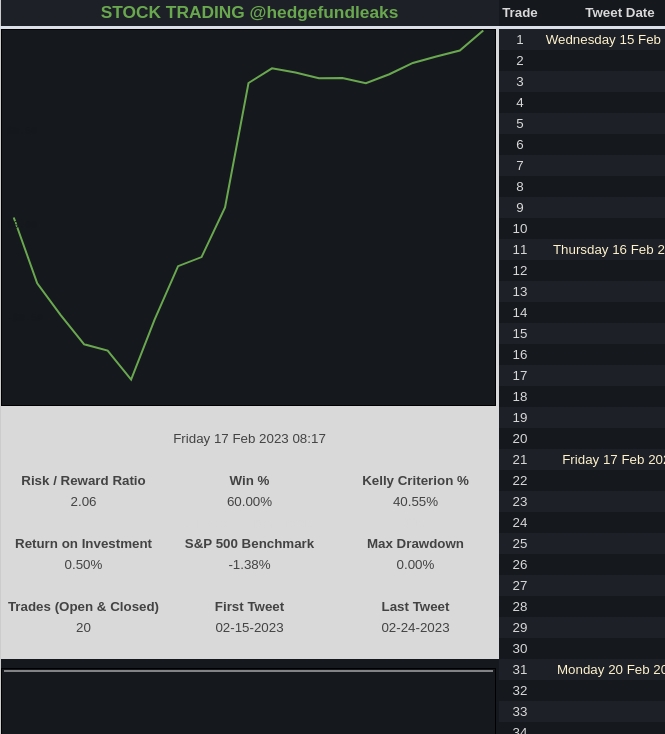 STOCK TRADING @hedgefundleaks
Friday 17 Feb 2023 08:17
Risk / Reward Ratio Win % Kelly Criterion %
2.06 60.00% 40.55%
Return on Investment S&P 500 Benchmark Max Drawdown
0.50% -1.38% 0.00%
Trades (Open & Closed) First Tweet Last Tweet
20 02-15-2023 02-24-2023
Trade Tweet Date
1 Wednesday 15 Feb
2
3
4
5
6
7
8
9
10
11 Thursday 16 Feb 2
12
13
14
15
16
17
18
19
20
21 Friday 17 Feb 202
22
23
24
25
26
27
28
29
30
31 Monday 20 Feb 20
32
33
34